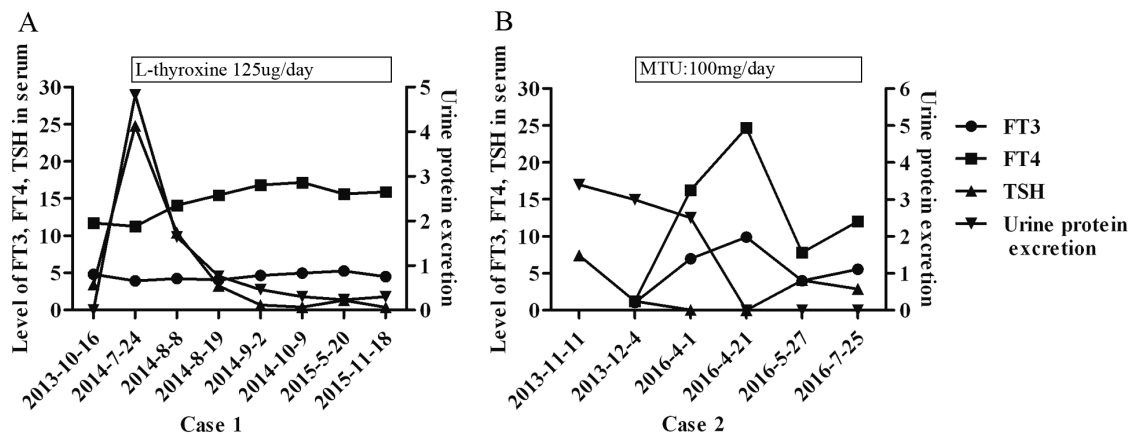 A
L-thyroxine 125ug/day
Level of FT3, FT4, TSH in serum
30
25
20
15
10
5
0
5
4
3
2
1
0
Urine protein excretion
2013-10-16
2014-7-24
2014-8-8
2014-8-19
2014-9-2
2014-10-9
2015-5-20
2015-11-18
Case 1
B
MTU:100mg/day
Level of FT3, FT4, TSH in serum
30
25
20
15
10
5
0
6
5
4
3
2
1
0
Urine protein excretion
2013-11-11
2013-12-4
2016-4-1
2016-4-21
2016-5-27
2016-7-25
Case 2
FT3
FT4
TSH
Urine protein
excretion